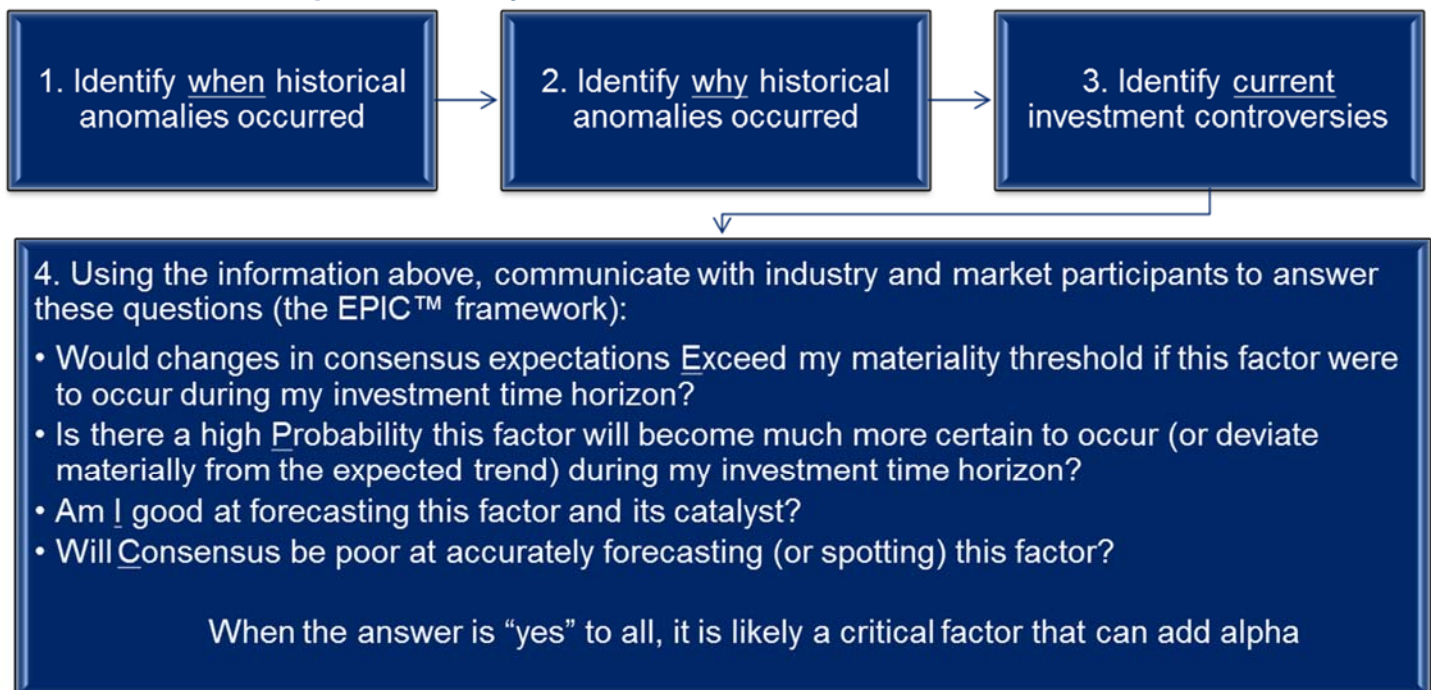 1. Identify when historical
anomalies occurred
2. Identify why historical
anomalies occurred
3. Identify current
investment controversies
4. Using the information above, communicate with industry and market participants to answer
these questions (the EPIC™ framework):
• Would changes in consensus expectations Exceed my materiality threshold if this factor were
to occur during my investment time horizon?
• Is there a high Probability this factor will become much more certain to occur (or deviate
materially from the expected trend) during my investment time horizon?
• Am I good at forecasting this factor and its catalyst?
• Will Consensus be poor at accurately forecasting (or spotting) this factor?
When the answer is “yes” to all, it is likely a critical factor that can add alpha